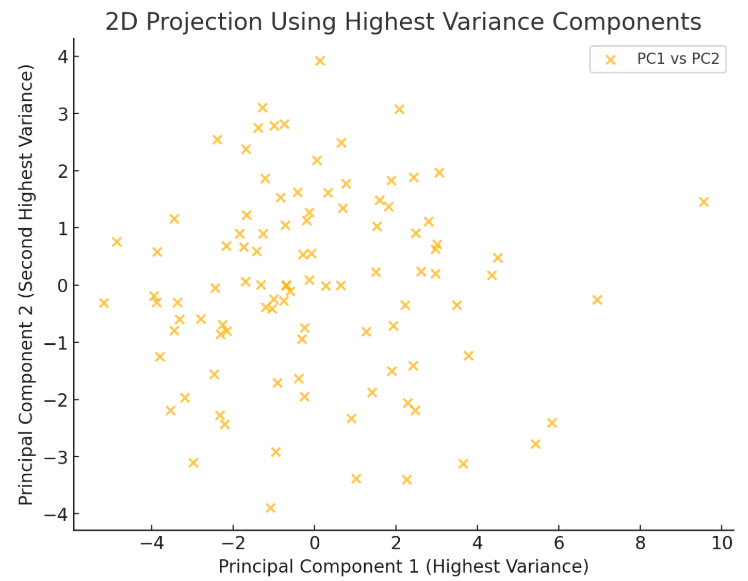 2D Projection Using Highest Variance Components
PC1 vs PC2
Principal Component 2 (Second Highest Variance)
4
3
2
1
0
−1
−2
−3
−4
−4 −2 0 2 4 6 8 10
Principal Component 1 (Highest Variance)